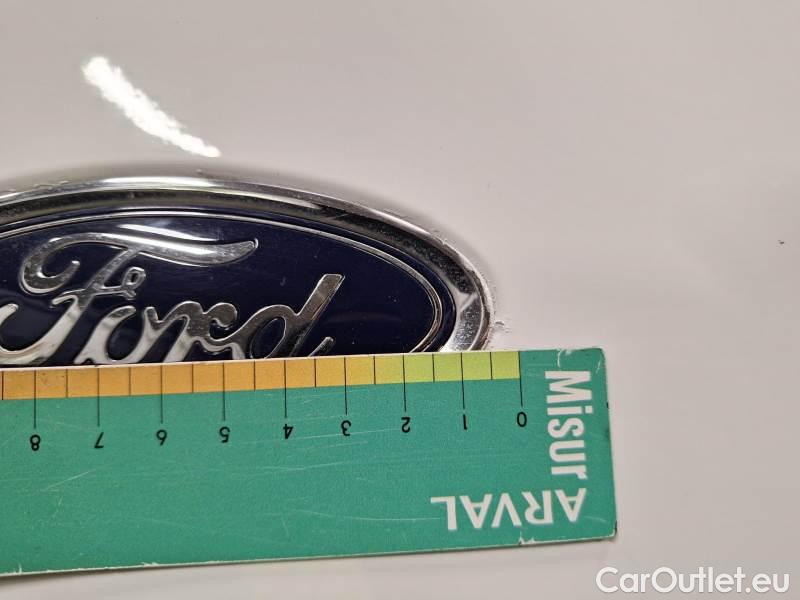 Ford
8 7 6 5 4 3 2 1 0
Misur
ARVAL
CarOutlet.eu